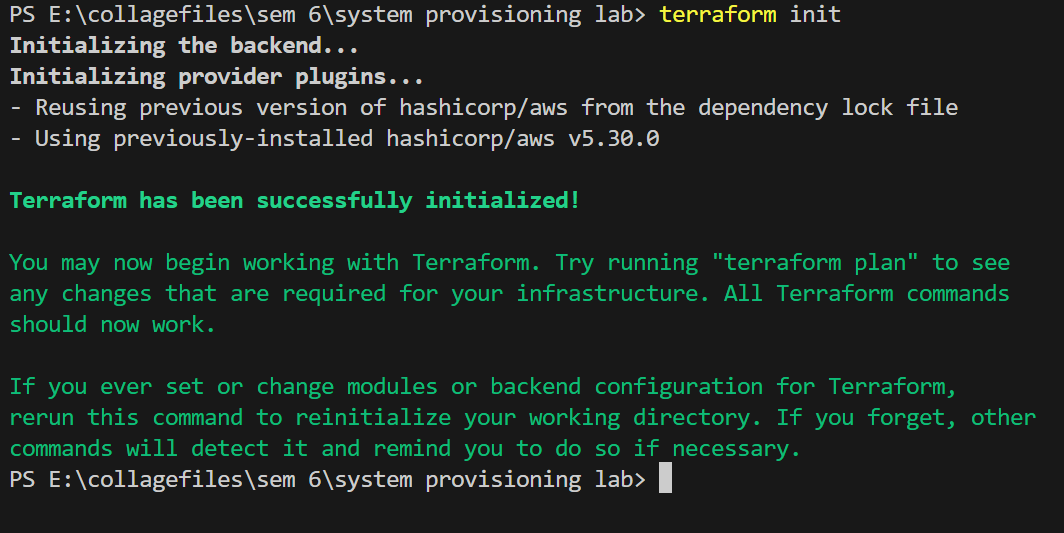 PS E:\collagefiles\sem 6\system provisioning lab> terraform init
Initializing the backend...
Initializing provider plugins...
- Reusing previous version of hashicorp/aws from the dependency lock file
- Using previously-installed hashicorp/aws v5.30.0
Terraform has been successfully initialized!
You may now begin working with Terraform. Try running "terraform plan" to see
any changes that are required for your infrastructure. All Terraform commands
should now work.
If you ever set or change modules or backend configuration for Terraform,
rerun this command to reinitialize your working directory. If you forget, other
commands will detect it and remind you to do so if necessary.
PS E:\collagefiles\sem 6\system provisioning lab>